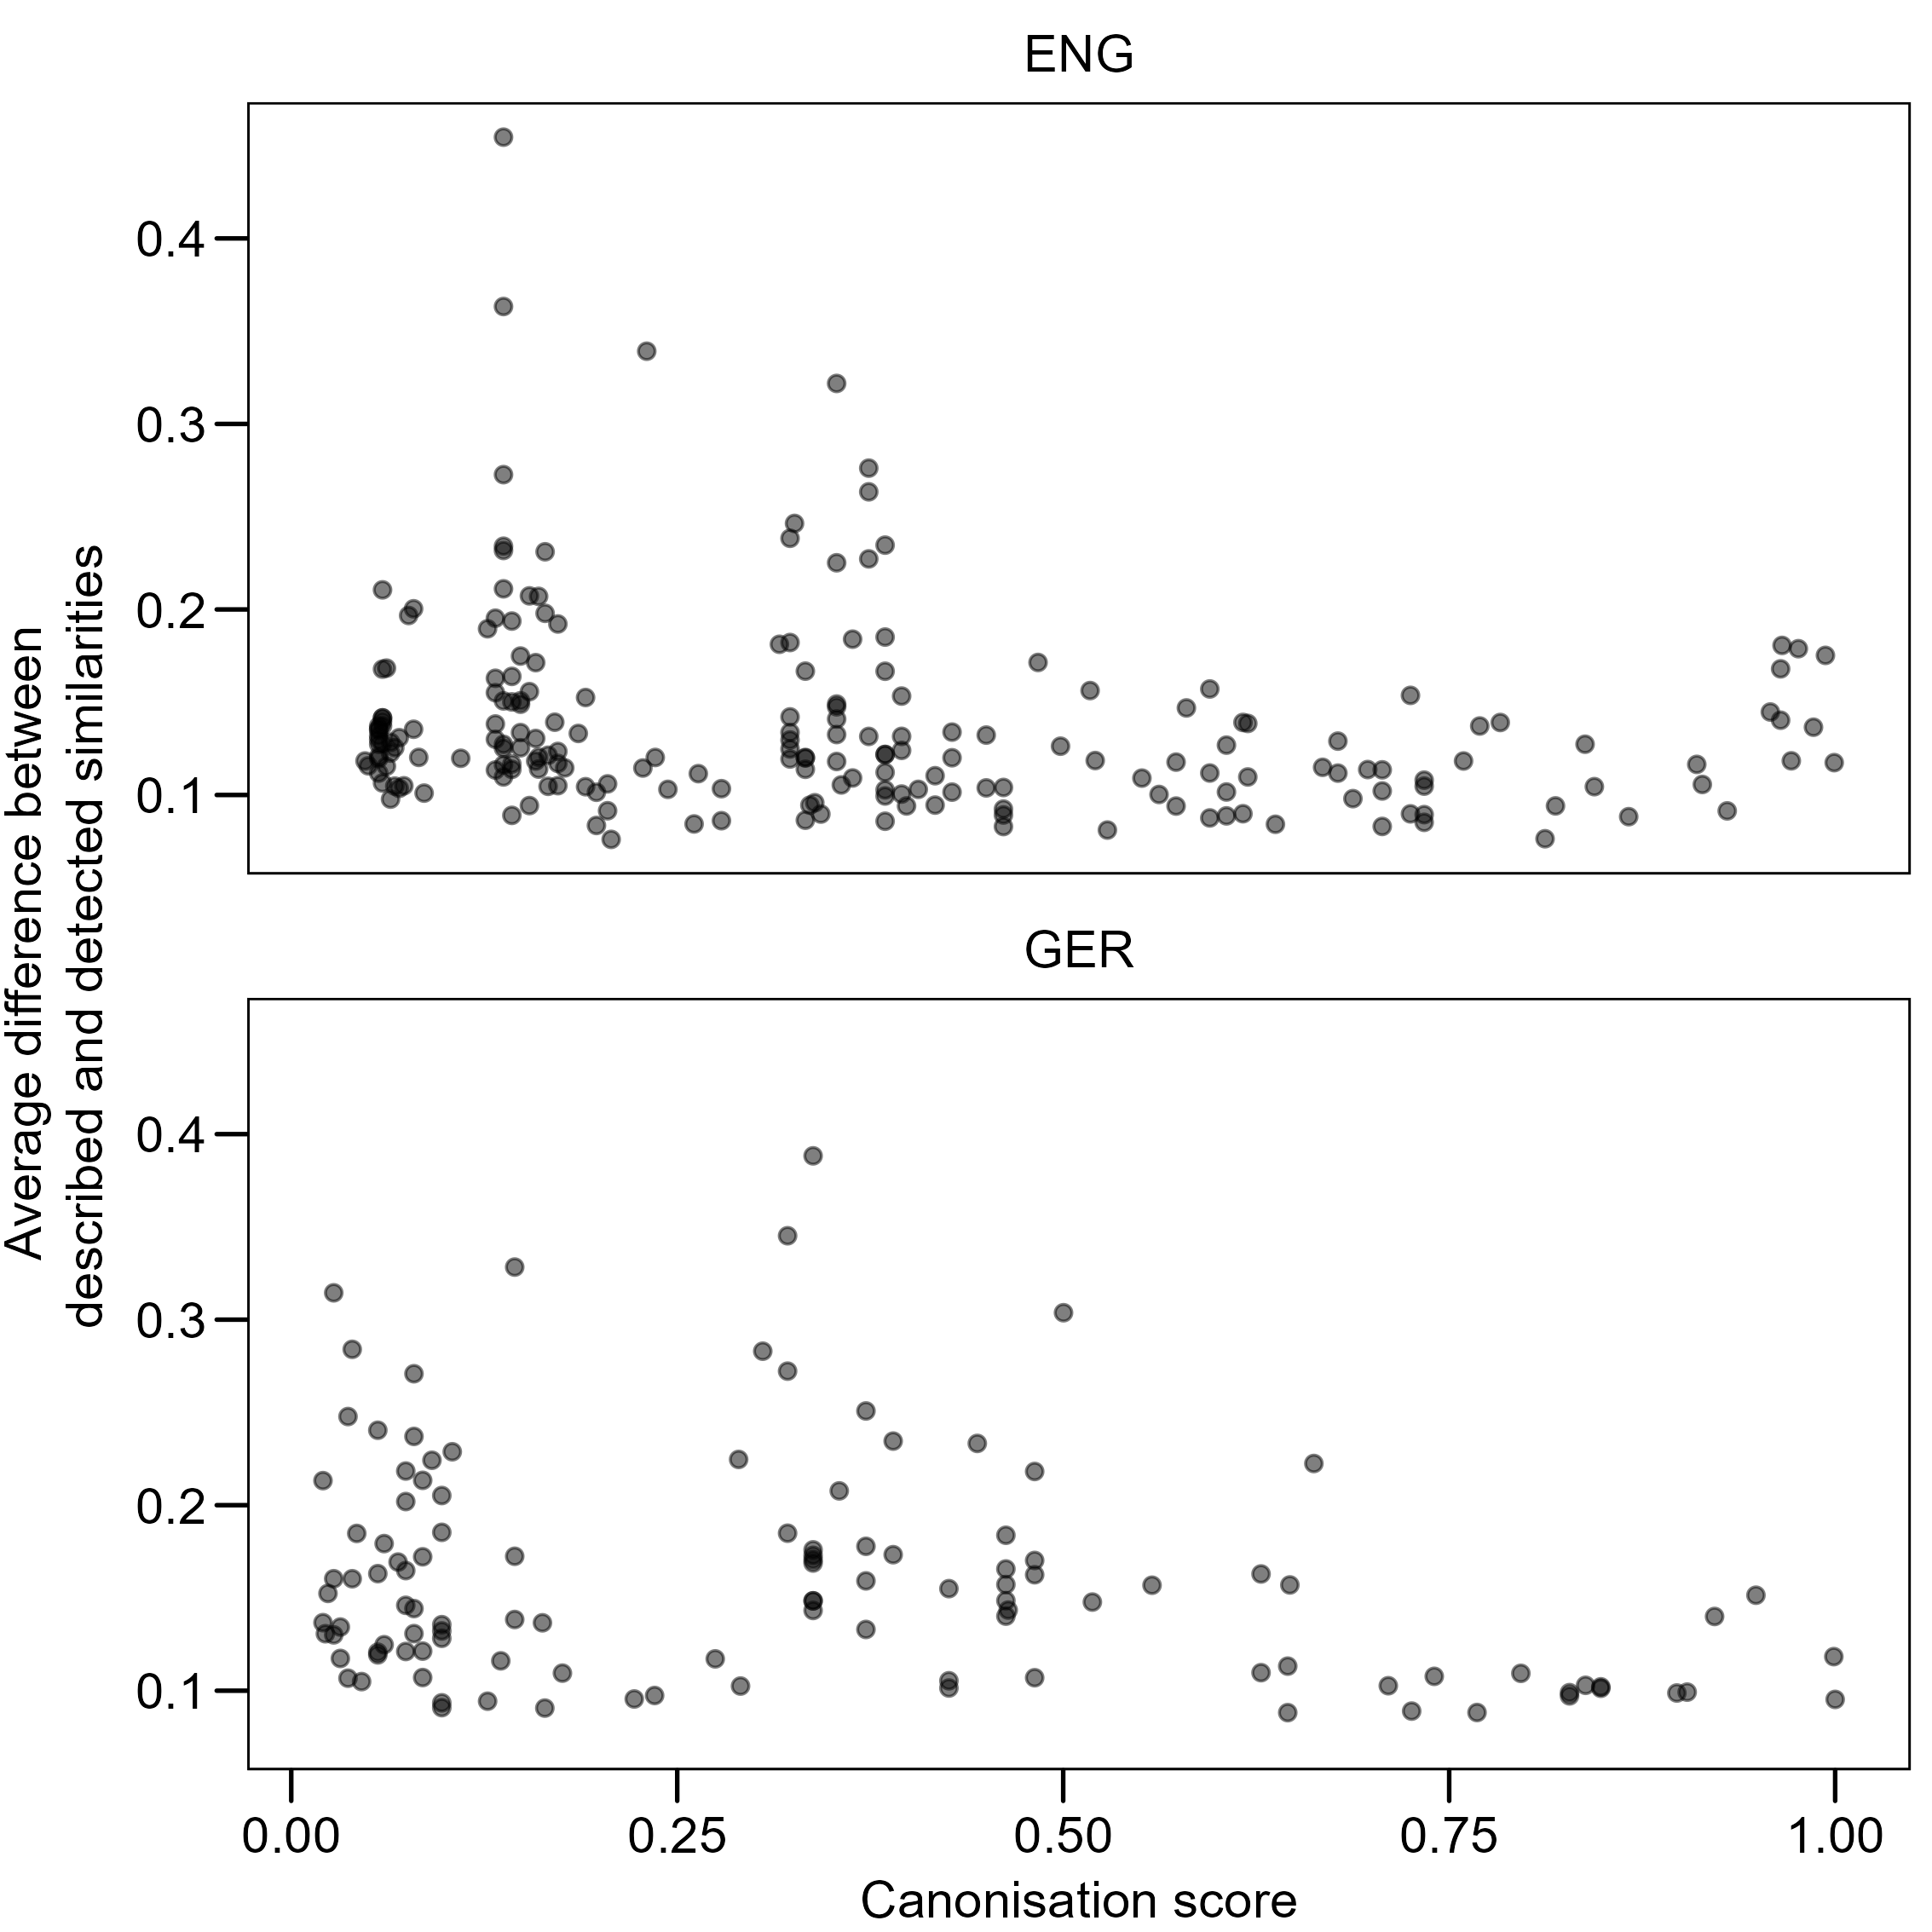 ENG
0.4
0.3
0.2
0.1
Average difference between
described and detected similarities
GER
0.4
0.3
0.2
0.1
0.00 0.25 0.50 0.75 1.00
Canonisation score